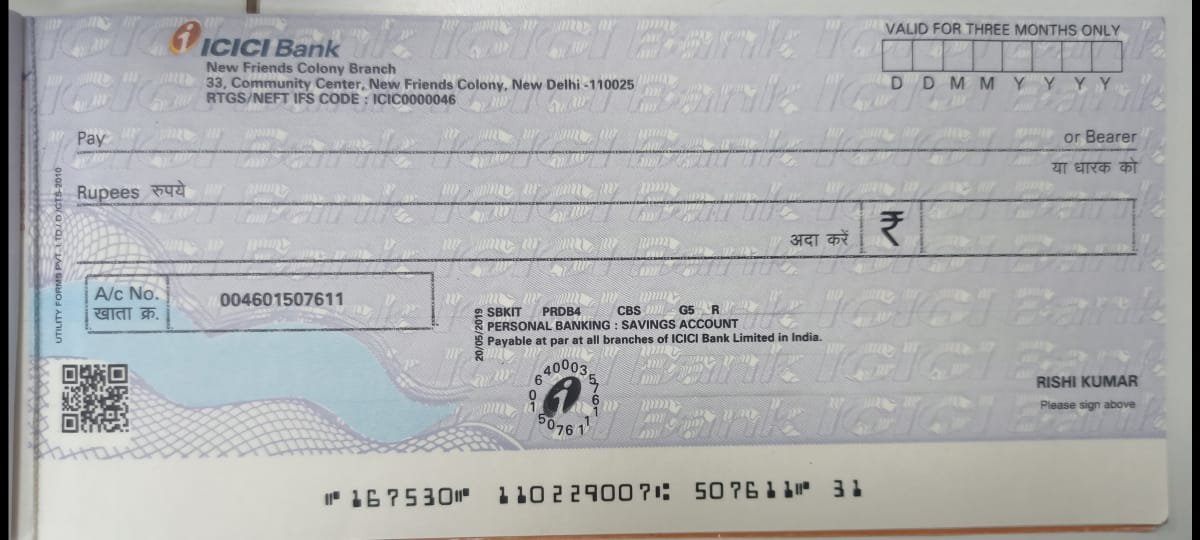 ICICI Bank
New Friends Colony Branch
33, Community Center, New Friends Colony, New Delhi -110025
RTGS/NEFT IFS CODE : ICIC0000046
VALID FOR THREE MONTHS ONLY
D D M M Y Y Y Y
Pay or Bearer
या धारक को
Rupees रुपये
अदा करें ₹
A/c No. 004601507611
खाता क्र.
UTILITY FORMS PVT. LTD./D/CTS-2010
20/05/2019
SBKIT PRDB4 CBS G5 R
PERSONAL BANKING : SAVINGS ACCOUNT
Payable at par at all branches of ICICI Bank Limited in India.
RISHI KUMAR
Please sign above
⑈167530⑈ 110229007⑆ 507611⑈ 31